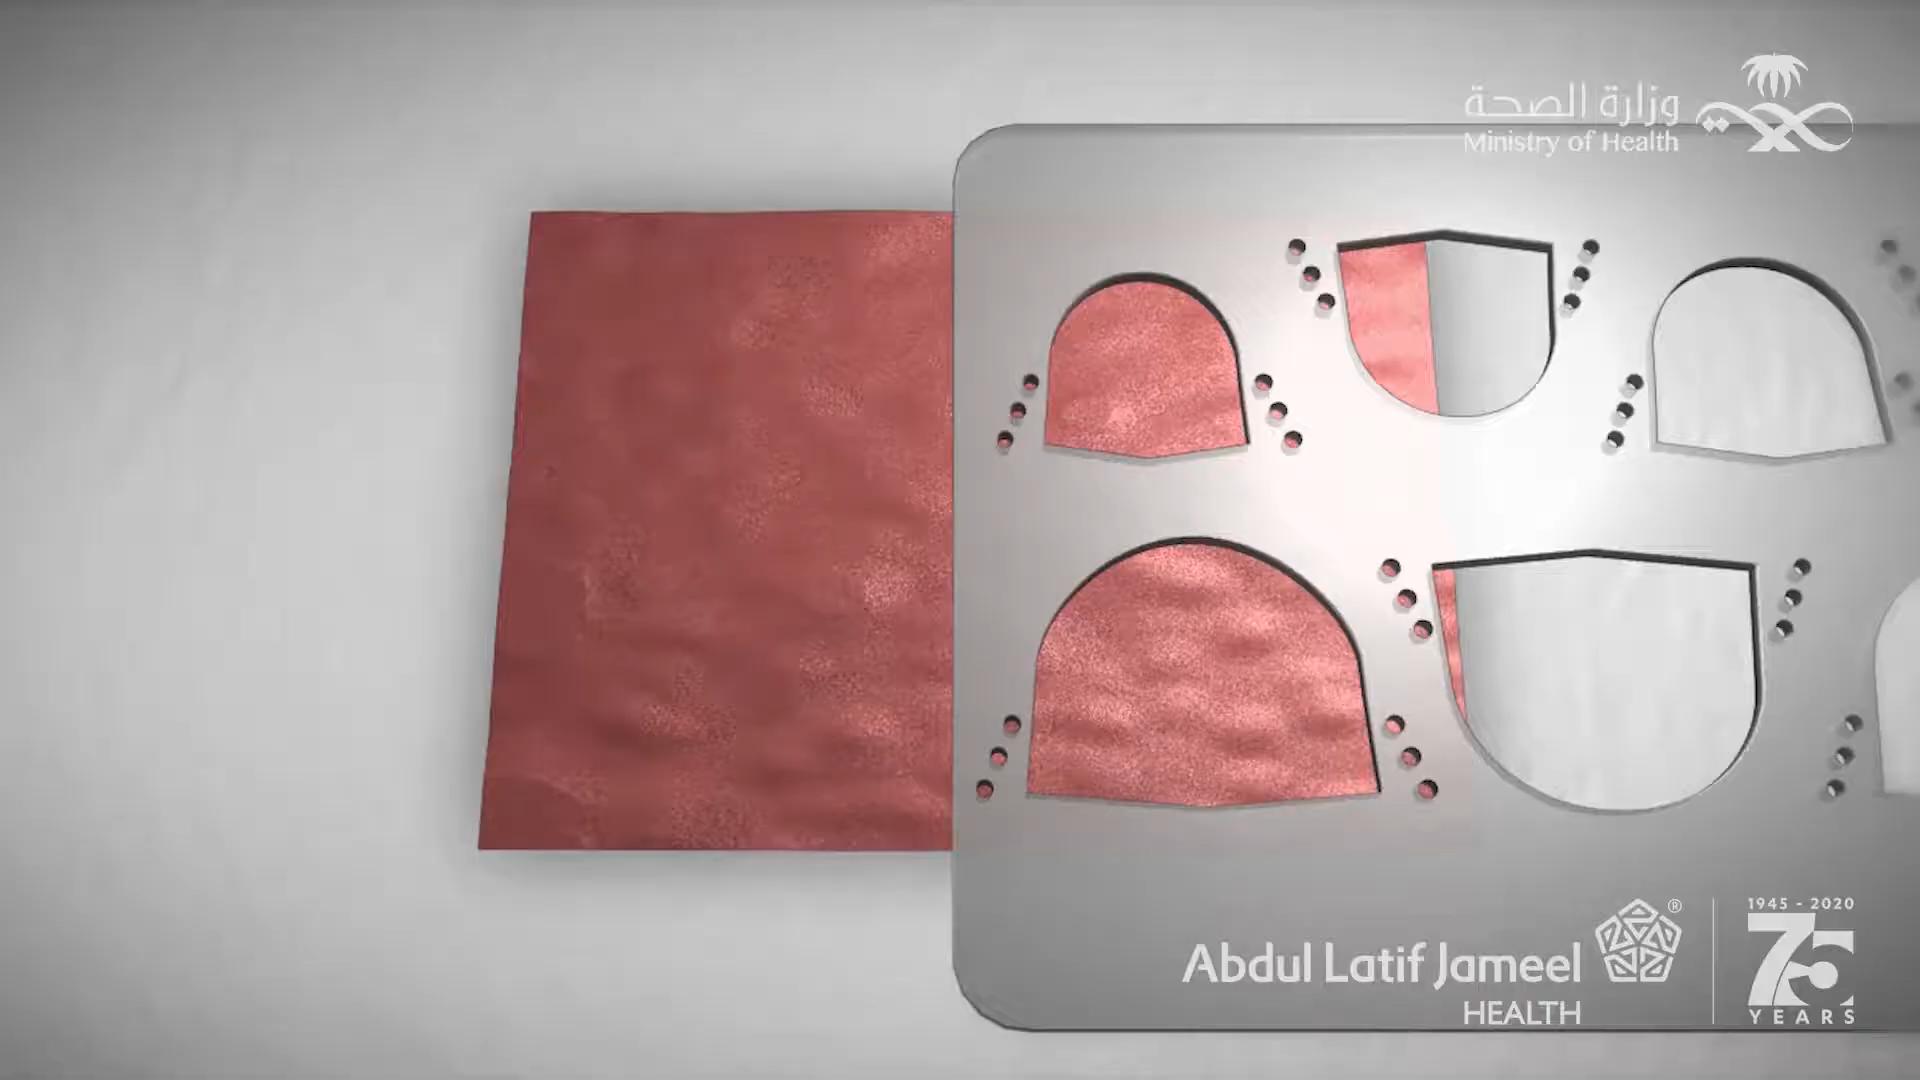 وزارة الصحة
Ministry of Health
Abdul Latif Jameel
HEALTH
®
1945 - 2020
75
YEARS